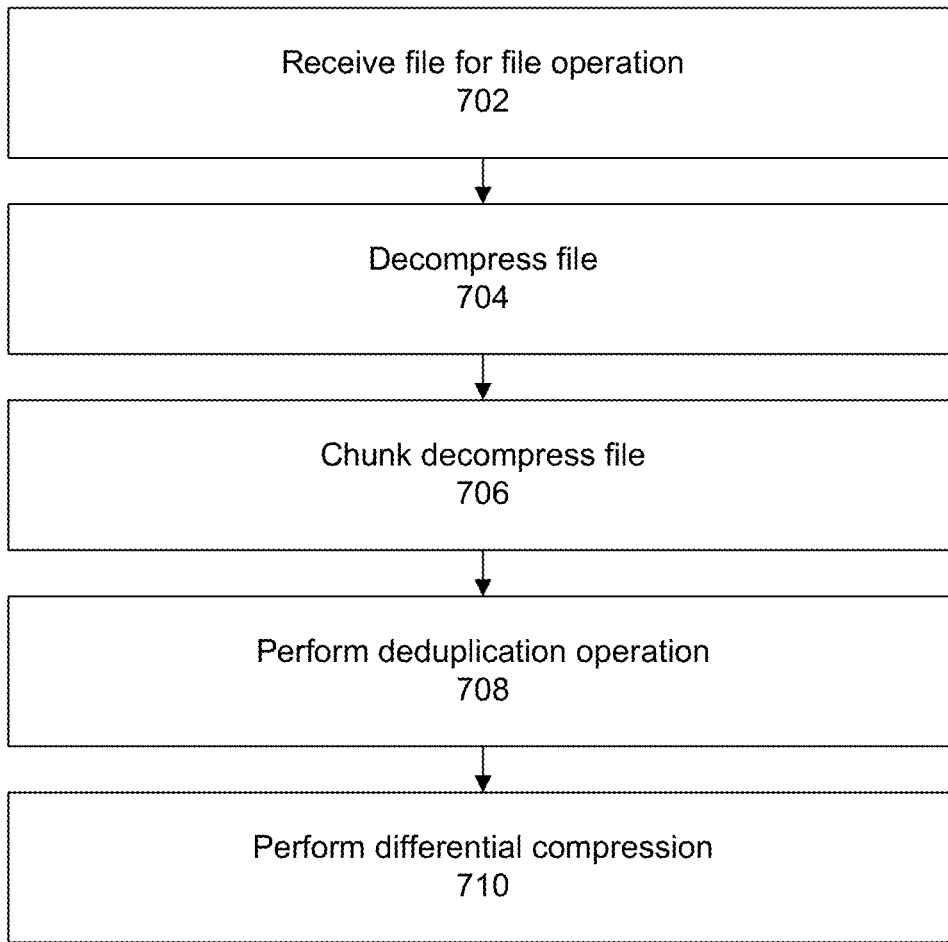 Receive file for file operation
702
Decompress file
704
Chunk decompress file
706
Perform deduplication operation
708
Perform differential compression
710